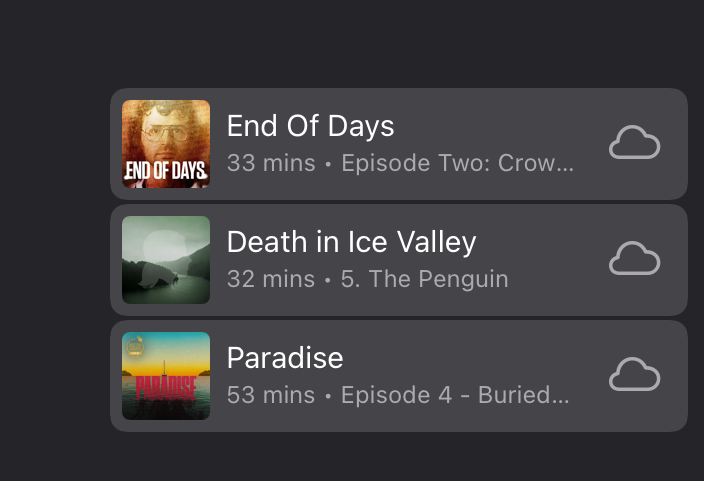 END OF DAYS
End Of Days
33 mins • Episode Two: Crow...
Death in Ice Valley
32 mins • 5. The Penguin
PARADISE
Paradise
53 mins • Episode 4 - Buried...